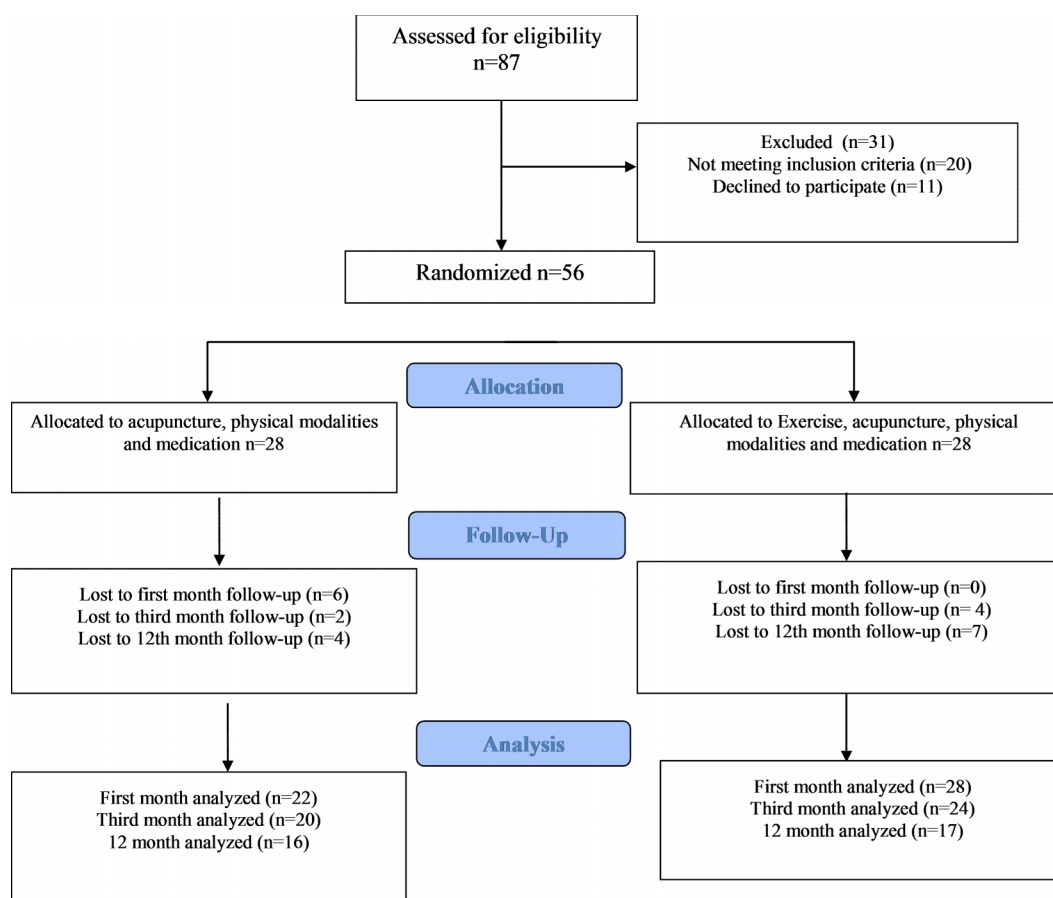 Assessed for eligibility
n=87
Excluded (n=31)
Not meeting inclusion criteria (n=20)
Declined to participate (n=11)
Randomized n=56
Allocation
Allocated to acupuncture, physical modalities
and medication n=28
Allocated to Exercise, acupuncture, physical
modalities and medication n=28
Follow-Up
Lost to first month follow-up (n=6)
Lost to third month follow-up (n=2)
Lost to 12th month follow-up (n=4)
Lost to first month follow-up (n=0)
Lost to third month follow-up (n= 4)
Lost to 12th month follow-up (n=7)
Analysis
First month analyzed (n=22)
Third month analyzed (n=20)
12 month analyzed (n=16)
First month analyzed (n=28)
Third month analyzed (n=24)
12 month analyzed (n=17)